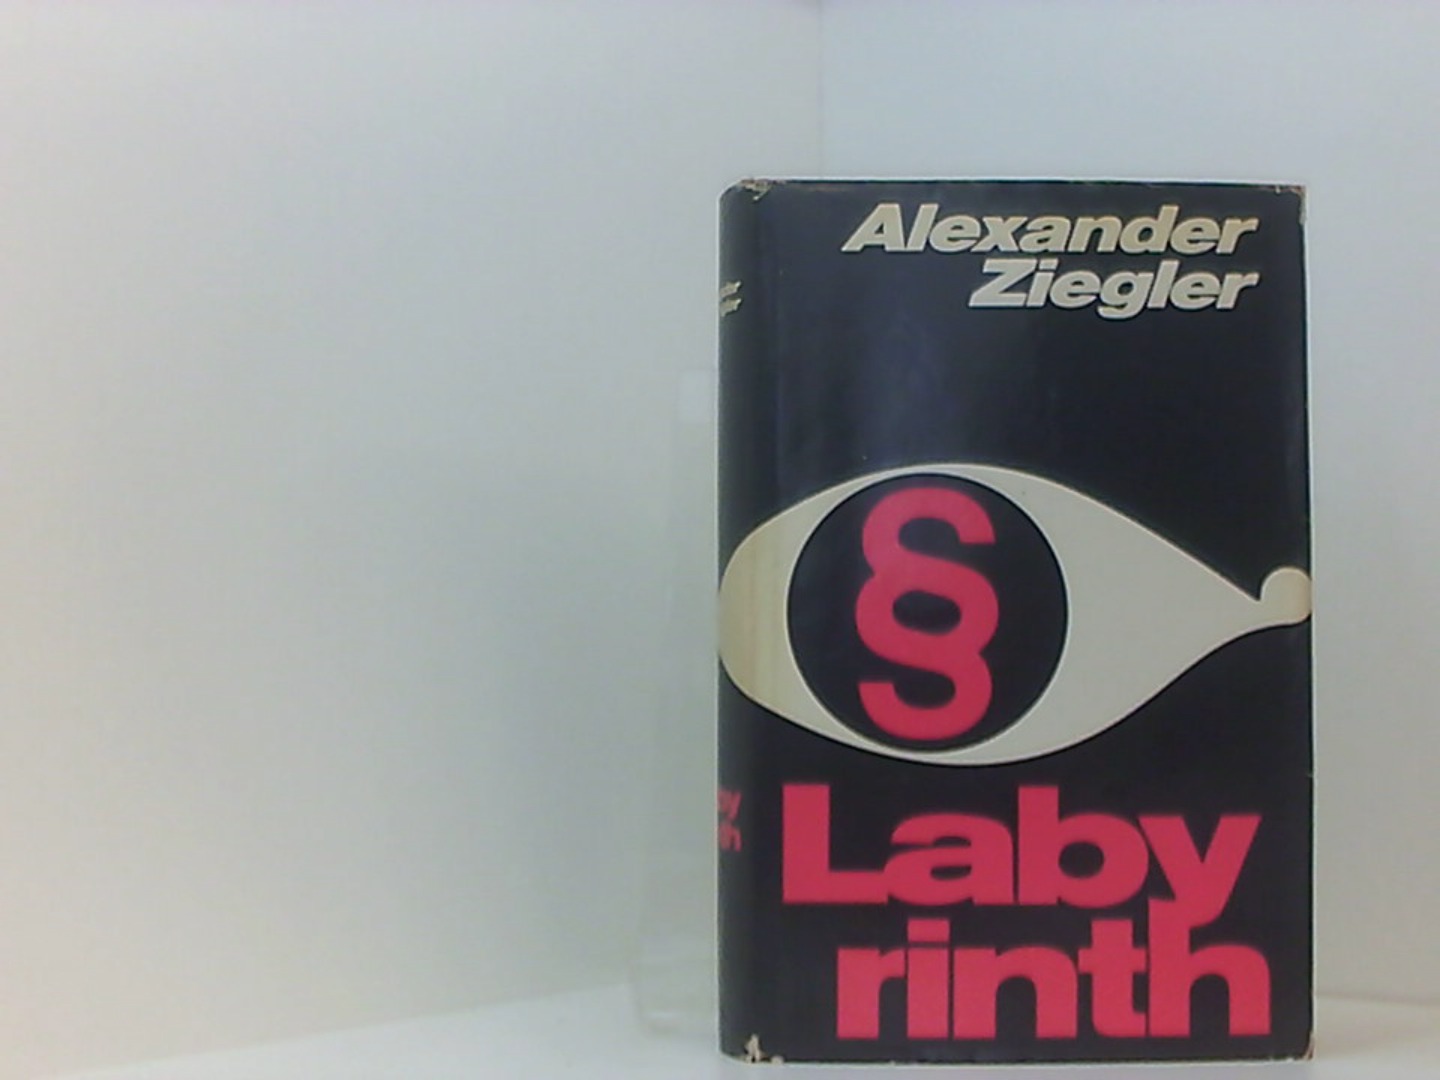 Alexander
Ziegler
§
Laby
rinth